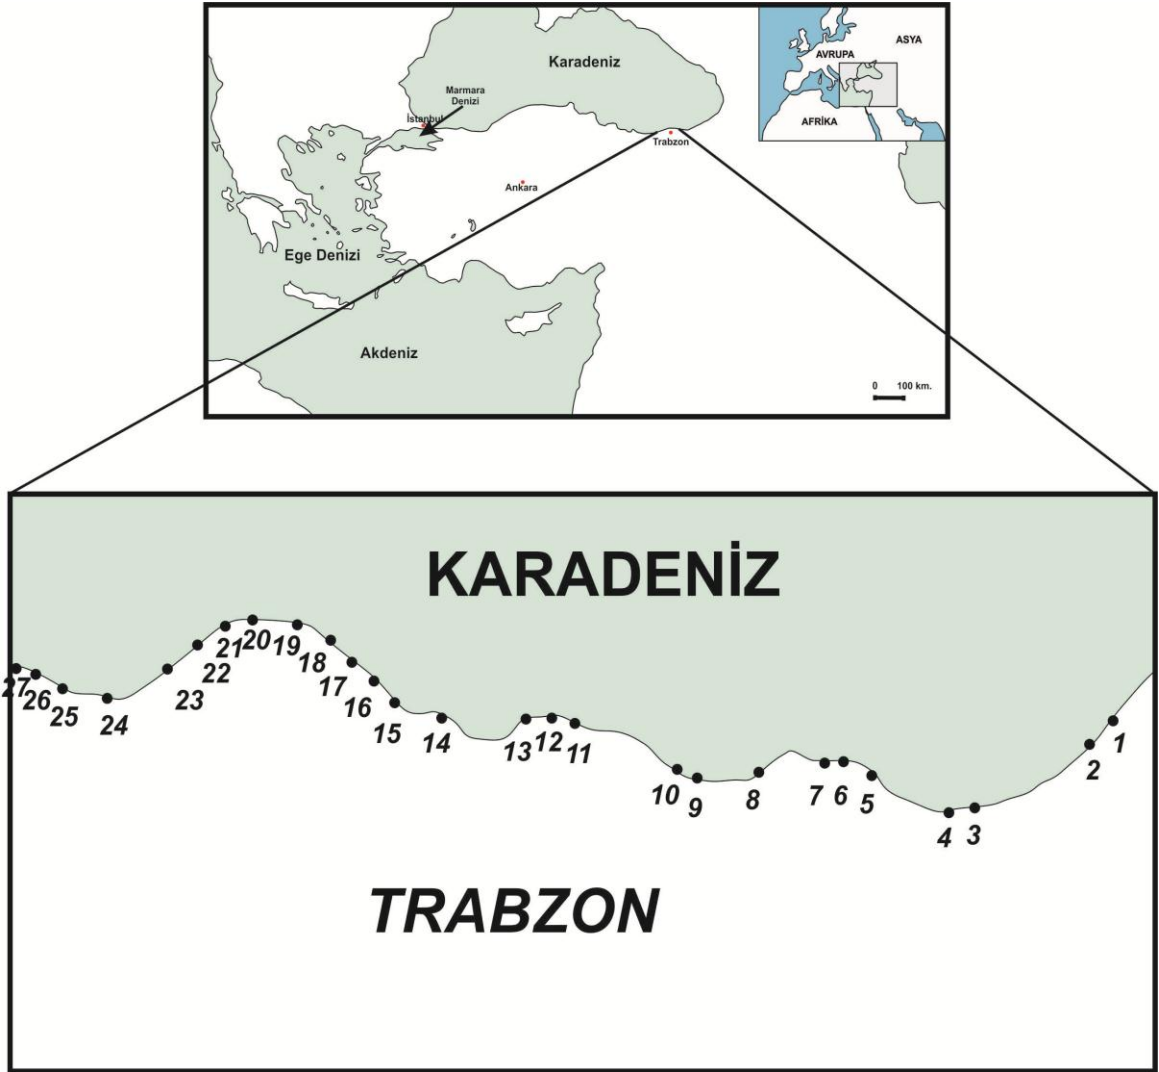 Karadeniz
Marmara
Denizi
İstanbul
Trabzon
Ankara
Ege Denizi
Akdeniz
0 100 km.
ASYA
AVRUPA
AFRİKA
KARADENİZ
27 26 25 24 23 22 21 20 19 18 17 16 15 14 13 12 11 10 9 8 7 6 5 4 3 2 1
TRABZON